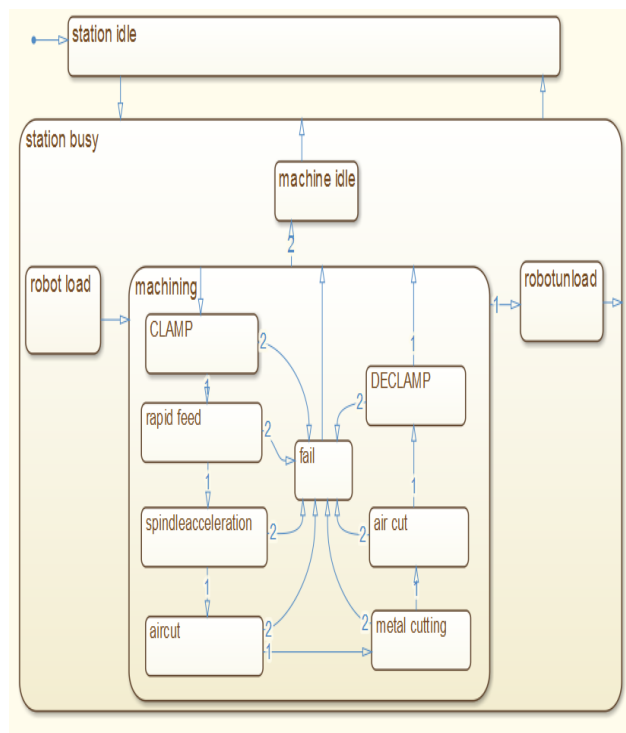 station idle
station busy
machine idle
2
robot load
machining
1
robotunload
CLAMP
2
1
1
DECLAMP
2
rapid feed
2
fail
1
1
spindleacceleration
2
2
air cut
1
1
aircut
2
1
2
metal cutting